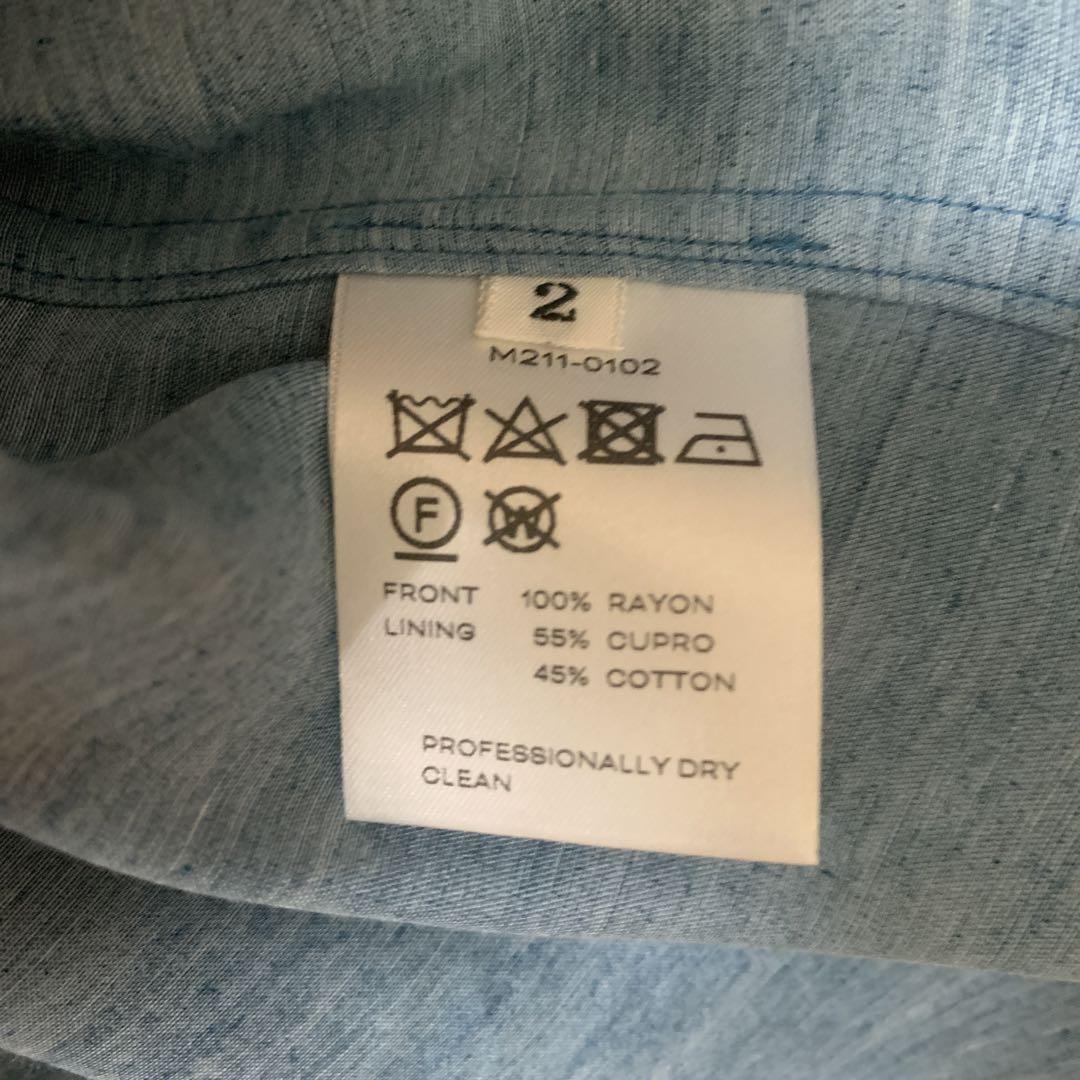 2
M211-0102
F W
FRONT 100% RAYON
LINING 55% CUPRO
45% COTTON
PROFESSIONALLY DRY
CLEAN